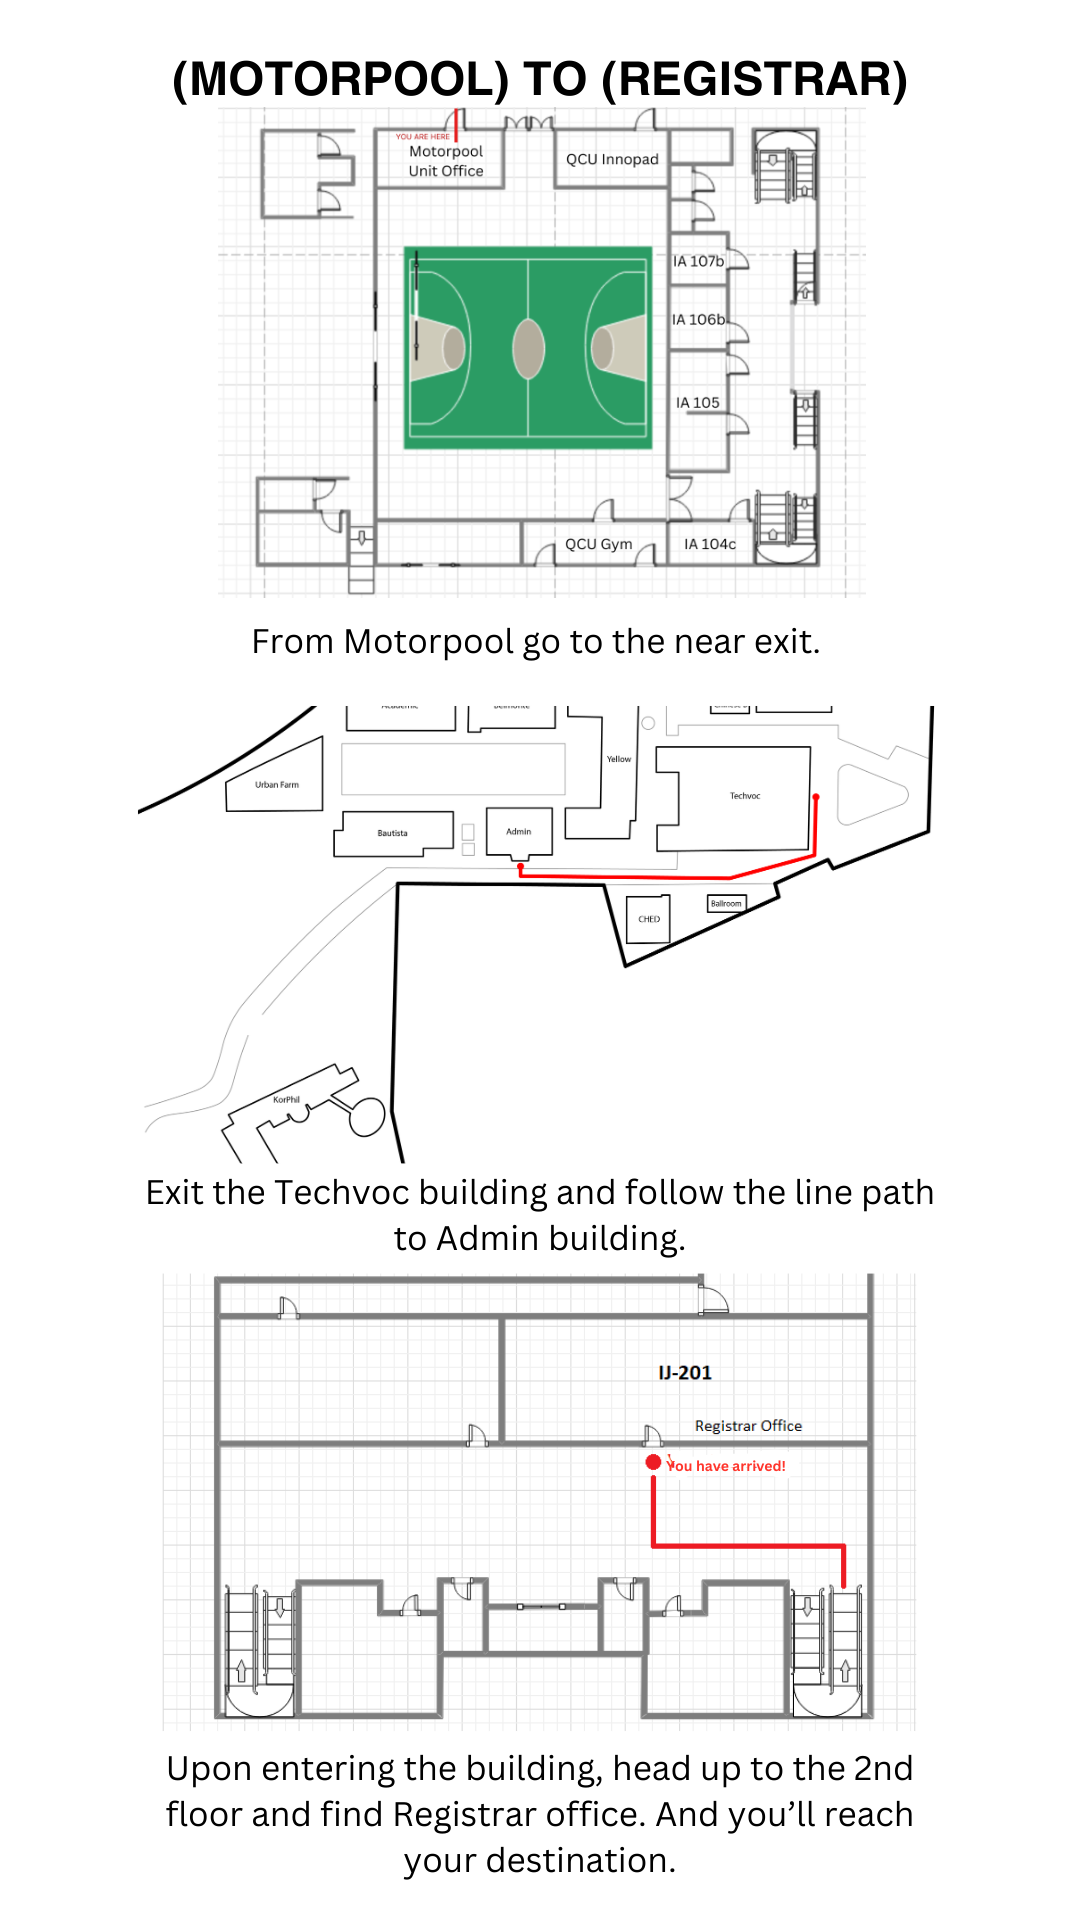 (MOTORPOOL) TO (REGISTRAR)
YOU ARE HERE
Motorpool
Unit Office
QCU Innopad
IA 107b
IA 106b
IA 105
QCU Gym
IA 104c
From Motorpool go to the near exit.
Academic
Belmonte
Yellow
Urban Farm
Techvoc
Bautista
Admin
CHED
Ballroom
KorPhil
Exit the Techvoc building and follow the line path
to Admin building.
IJ-201
Registrar Office
You have arrived!
Upon entering the building, head up to the 2nd
floor and find Registrar office. And you’ll reach
your destination.